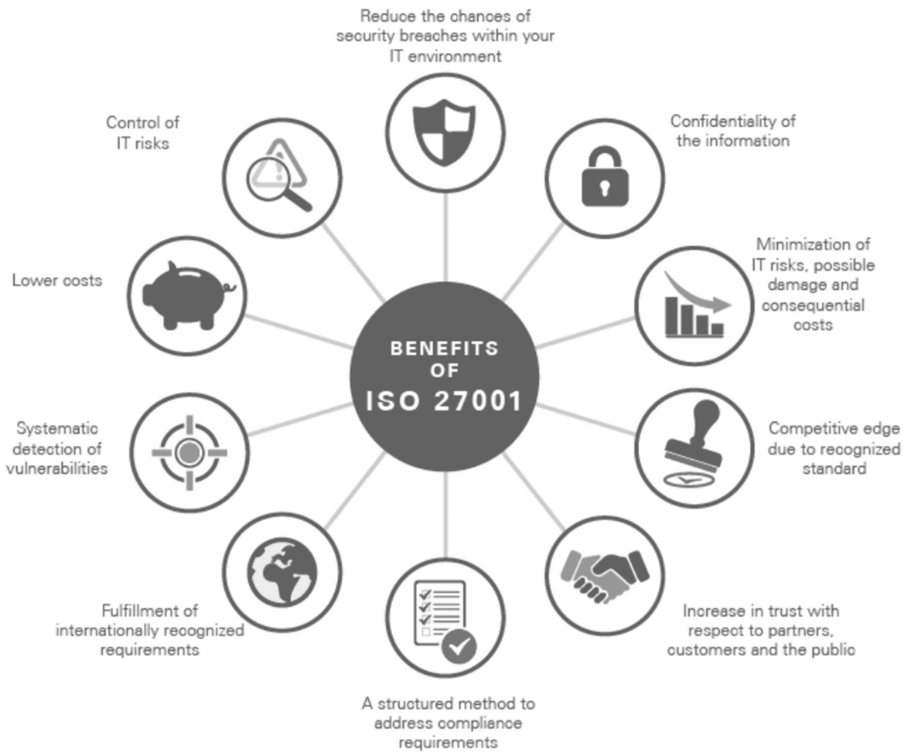 Reduce the chances of
security breaches within your
IT environment
Confidentiality of
the information
Minimization of
IT risks, possible
damage and
consequential
costs
Competitive edge
due to recognized
standard
Increase in trust with
respect to partners,
customers and the public
A structured method to
address compliance
requirements
Fulfillment of
internationally recognized
requirements
Systematic
detection of
vulnerabilities
Lower costs
Control of
IT risks
BENEFITS
OF
ISO 27001